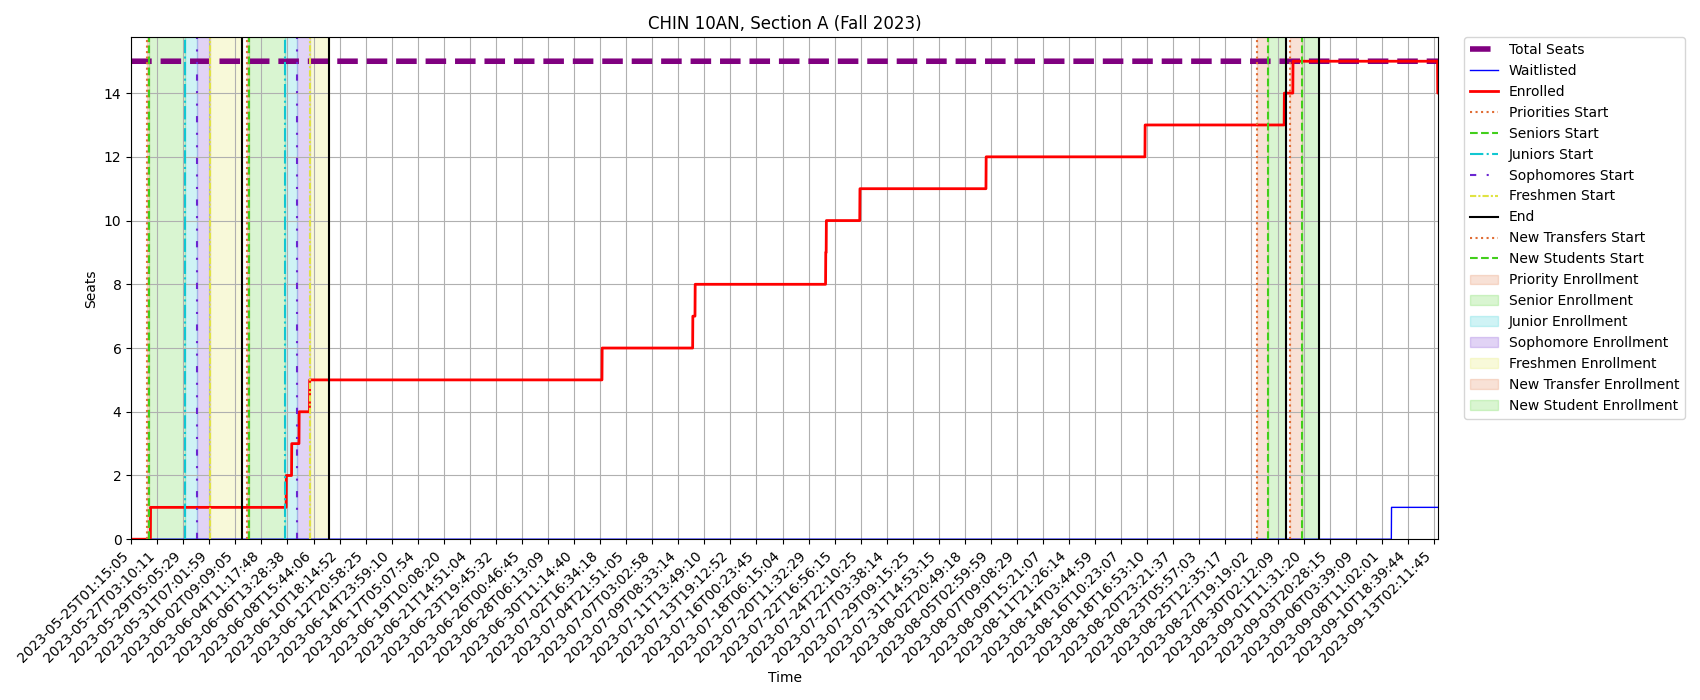 CHIN 10AN, Section A (Fall 2023)
Seats
14
12
10
8
6
4
2
0
2023-05-25T01:15:05
2023-05-27T03:10:11
2023-05-29T05:05:29
2023-05-31T07:01:59
2023-06-02T09:09:05
2023-06-04T11:17:48
2023-06-06T13:28:38
2023-06-08T15:44:06
2023-06-10T18:14:52
2023-06-12T20:58:25
2023-06-14T23:59:10
2023-06-17T05:07:54
2023-06-19T10:08:20
2023-06-21T14:51:04
2023-06-23T19:45:32
2023-06-26T00:46:45
2023-06-28T06:13:09
2023-06-30T11:14:40
2023-07-02T16:34:18
2023-07-04T21:51:05
2023-07-07T03:02:58
2023-07-09T08:33:14
2023-07-11T13:49:10
2023-07-13T19:12:52
2023-07-16T00:23:45
2023-07-18T06:15:04
2023-07-20T11:32:29
2023-07-22T16:56:15
2023-07-24T22:10:25
2023-07-27T03:38:14
2023-07-29T09:15:25
2023-07-31T14:53:15
2023-08-02T20:49:18
2023-08-05T02:59:59
2023-08-07T09:08:29
2023-08-09T15:21:07
2023-08-11T21:26:14
2023-08-14T03:44:59
2023-08-16T10:23:07
2023-08-18T16:53:10
2023-08-20T23:21:37
2023-08-23T05:57:03
2023-08-25T12:35:17
2023-08-27T19:19:02
2023-08-30T02:12:09
2023-09-01T11:31:20
2023-09-03T20:28:15
2023-09-06T03:39:09
2023-09-08T11:02:01
2023-09-10T18:39:44
2023-09-13T02:11:45
Time
Total Seats
Waitlisted
Enrolled
Priorities Start
Seniors Start
Juniors Start
Sophomores Start
Freshmen Start
End
New Transfers Start
New Students Start
Priority Enrollment
Senior Enrollment
Junior Enrollment
Sophomore Enrollment
Freshmen Enrollment
New Transfer Enrollment
New Student Enrollment